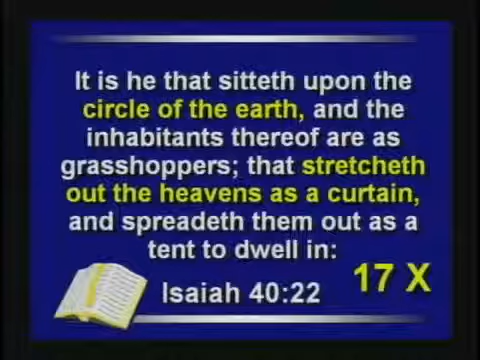 It is he that sitteth upon the
circle of the earth, and the
inhabitants thereof are as
grasshoppers; that stretcheth
out the heavens as a curtain,
and spreadeth them out as a
tent to dwell in:
Isaiah 40:22
17 X